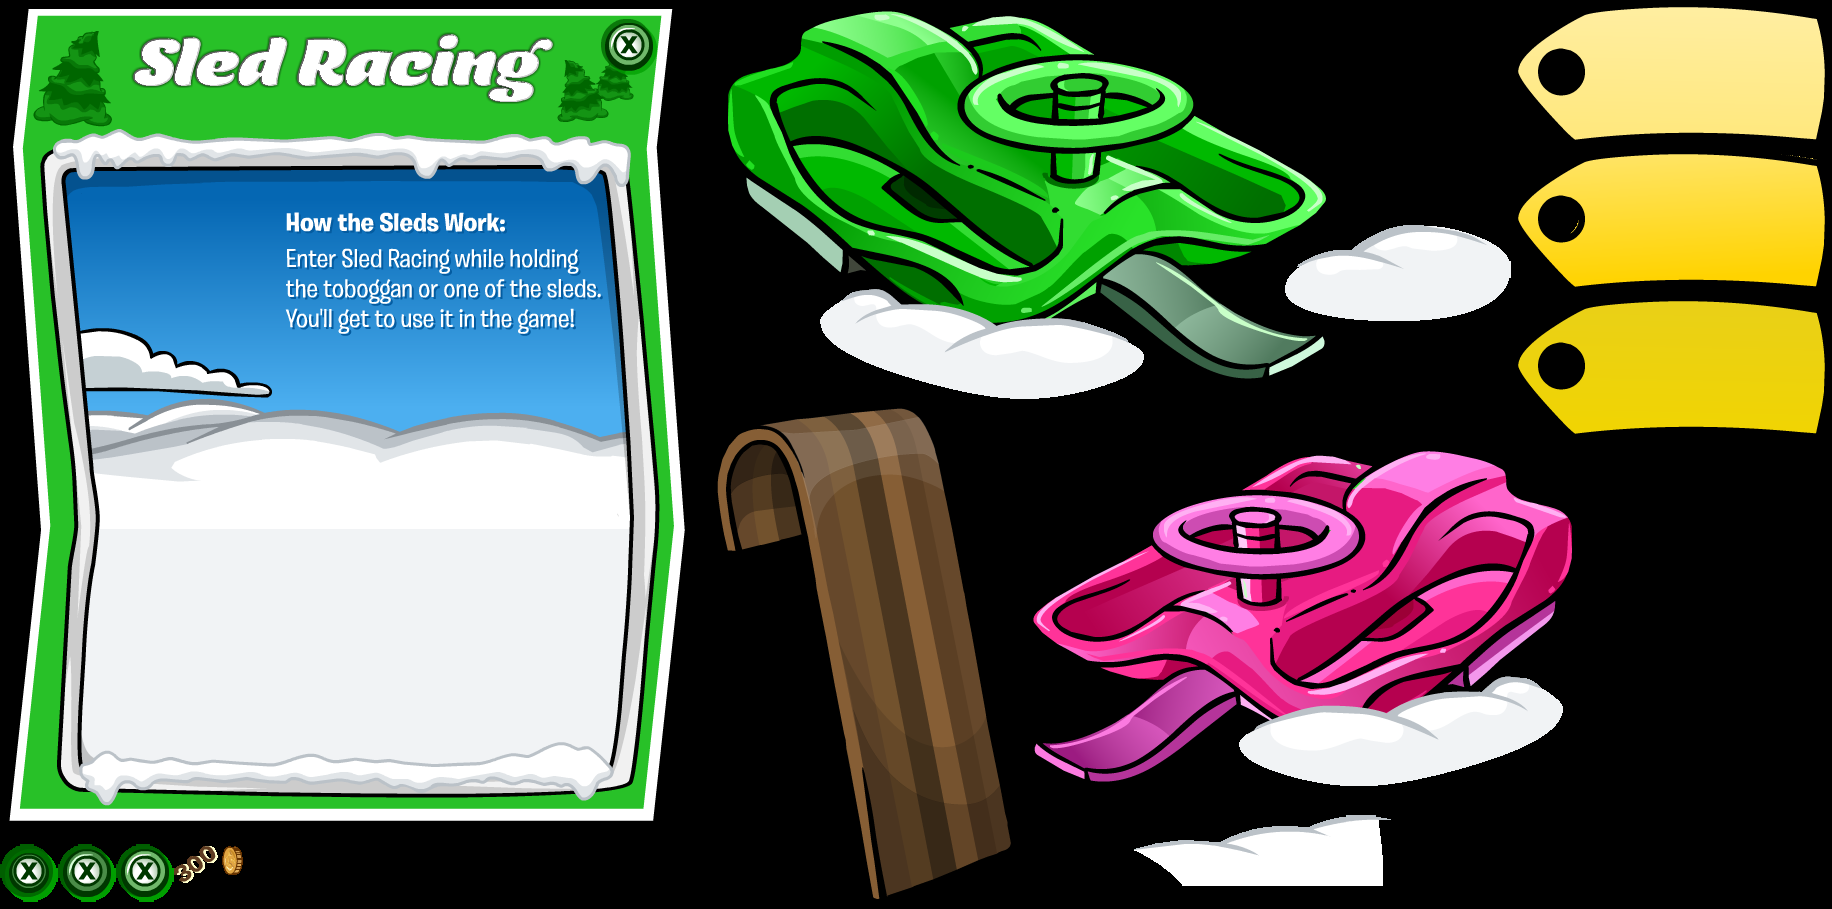 Sled Racing
X
How the Sleds Work:
Enter Sled Racing while holding
the toboggan or one of the sleds.
You'll get to use it in the game!
X X X 300